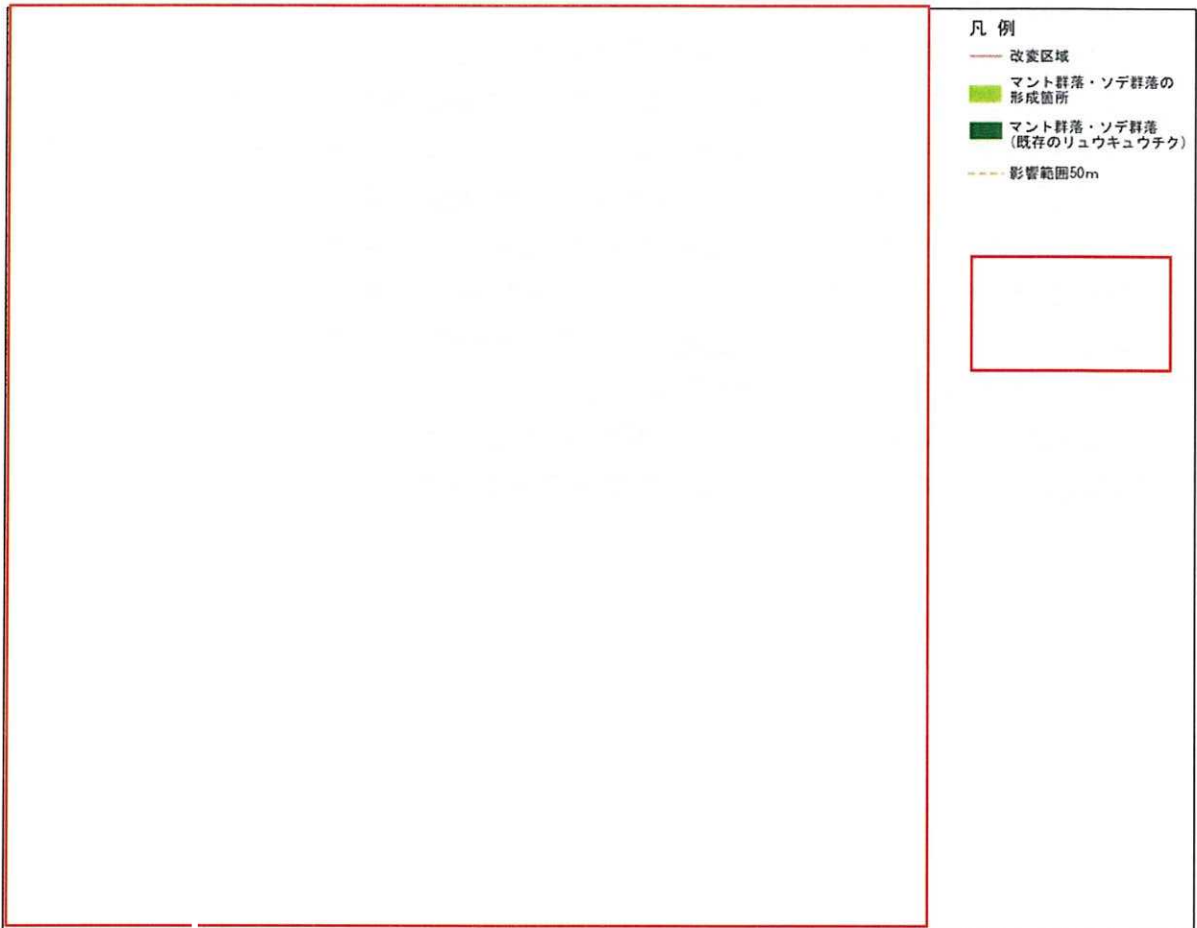 凡 例
改変区域
マント群落・ソデ群落の
形成箇所
マント群落・ソデ群落
(既存のリュウキュウチク)
影響範囲50m